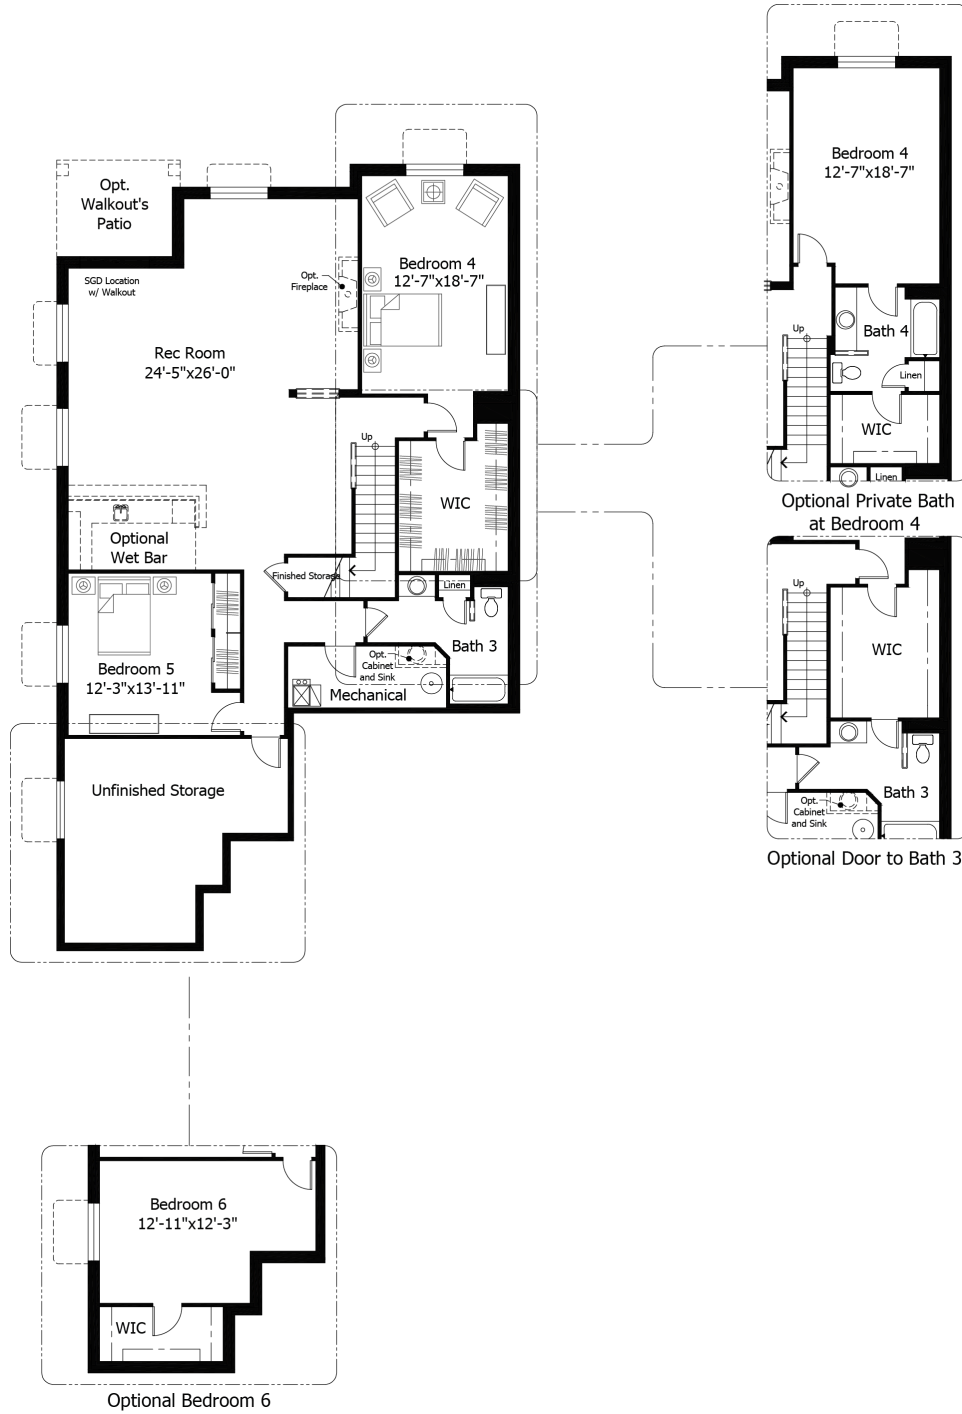 Opt.
Walkout's
Patio
SGD Location
w/ Walkout
Opt.
Fireplace
Bedroom 4
12'-7"x18'-7"
Rec Room
24'-5"x26'-0"
Up
WIC
Optional
Wet Bar
Finished Storage
Linen
Bath 3
Opt.
Cabinet
and Sink
Mechanical
Bedroom 5
12'-3"x13'-11"
Unfinished Storage
Bedroom 4
12'-7"x18'-7"
Up
Bath 4
Linen
WIC
Linen
Optional Private Bath
at Bedroom 4
Up
WIC
Bath 3
Opt.
Cabinet
and Sink
Optional Door to Bath 3
Bedroom 6
12'-11"x12'-3"
WIC
Optional Bedroom 6